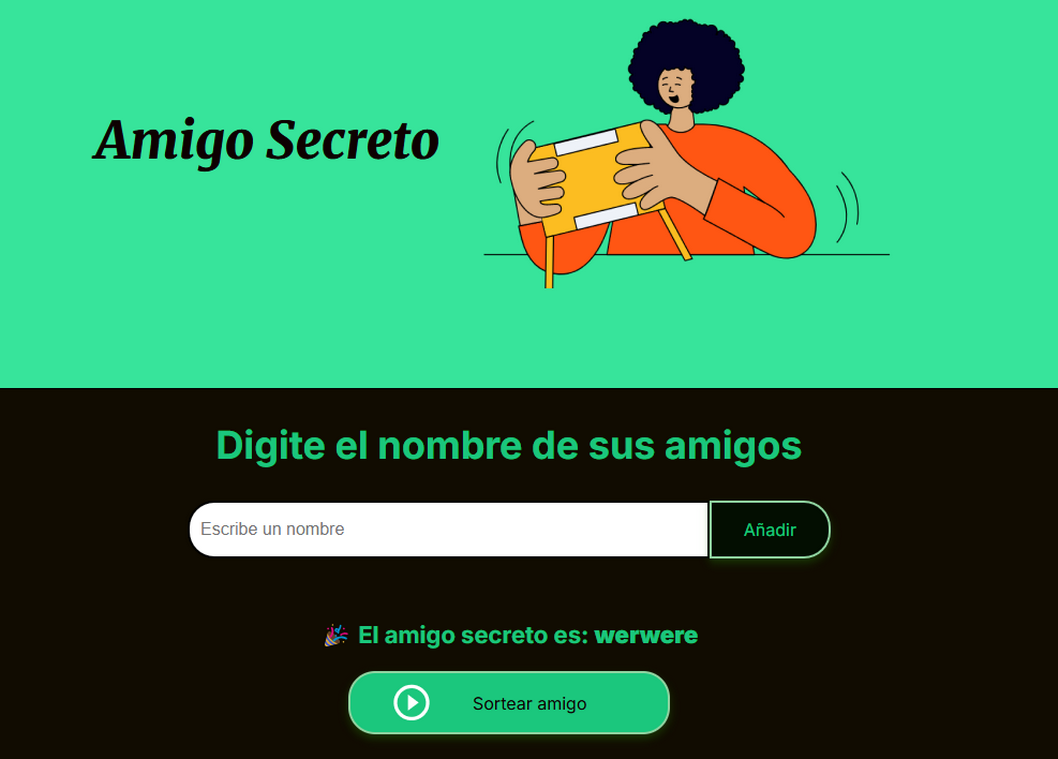 Amigo Secreto
Digite el nombre de sus amigos
Escribe un nombre
Añadir
🎉 El amigo secreto es: werwere
Sortear amigo